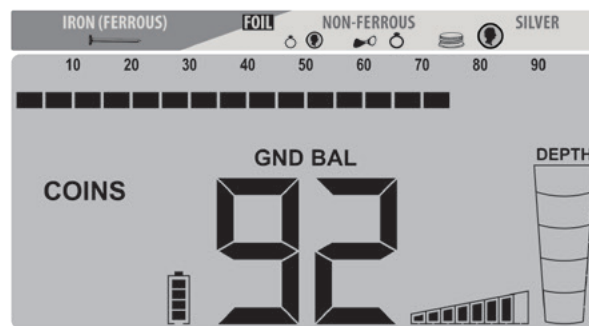 IRON (FERROUS) FOIL NON-FERROUS SILVER
10 20 30 40 50 60 70 80 90
GND BAL DEPTH
COINS
92